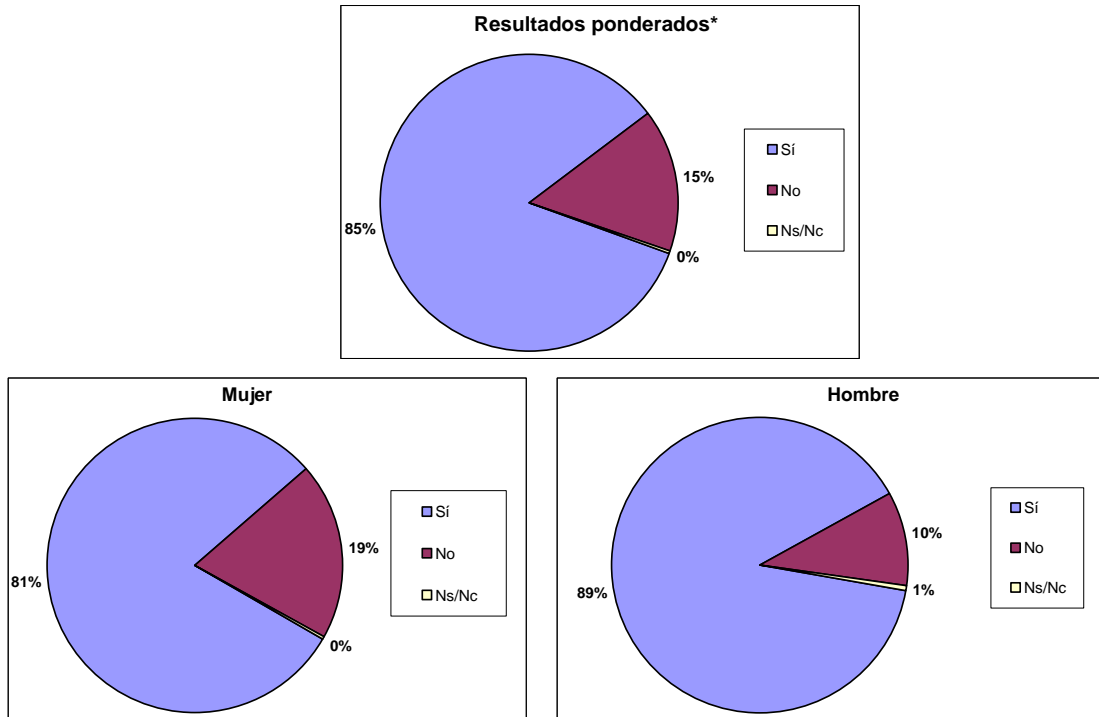 Resultados ponderados*
85%
15%
0%
Sí
No
Ns/Nc
Mujer
81%
19%
0%
Sí
No
Ns/Nc
Hombre
89%
10%
1%
Sí
No
Ns/Nc